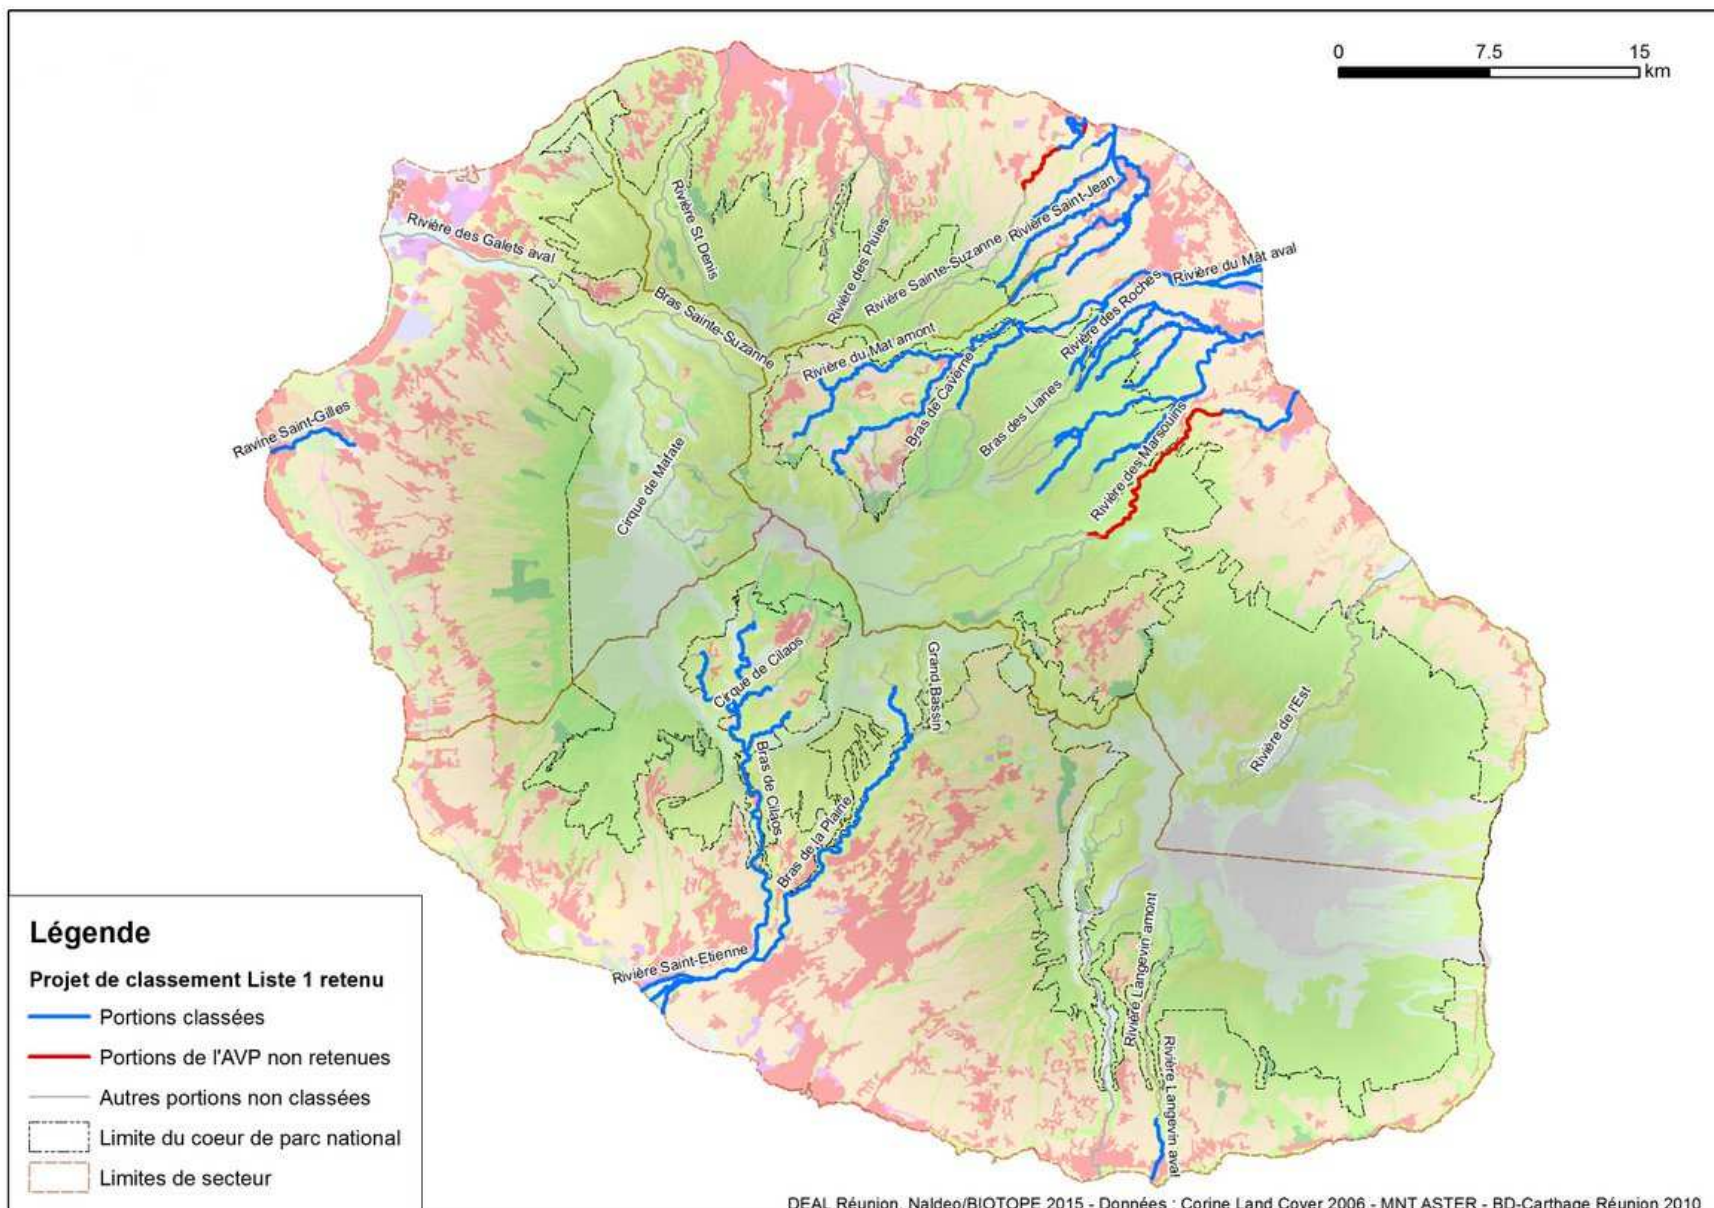 0 7.5 15
km
Rivière des Galets aval
Rivière St Denis
Rivière des Pluies
Rivière Sainte-Suzanne
Rivière Saint-Jean
Bras Sainte-Suzanne
Rivière du Mat amont
Rivière des Roches
Rivière du Mât aval
Bras de Caverne
Bras des Lianes
Rivière des Marsouins
Ravine Saint-Gilles
Cirque de Mafate
Cirque de Cilaos
Grand Bassin
Rivière de l'Est
Bras de Cilaos
Bras de la Plaine
Rivière Saint-Etienne
Rivière Langevin amont
Rivière Langevin aval
Légende
Projet de classement Liste 1 retenu
Portions classées
Portions de l'AVP non retenues
Autres portions non classées
Limite du coeur de parc national
Limites de secteur
DEAL Réunion, Naldeo/BIOTOPE 2015 - Données : Corine Land Cover 2006 - MNT ASTER - BD-Carthage Réunion 2010